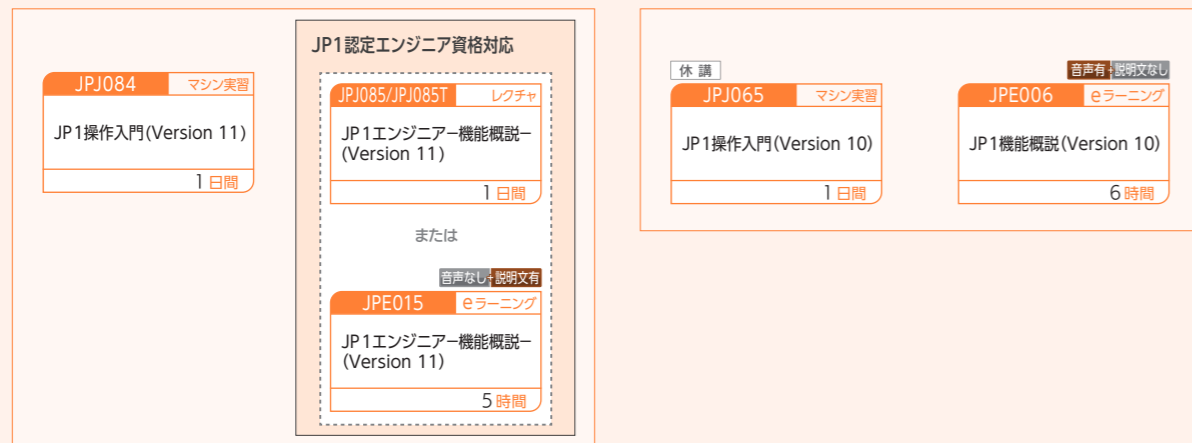 JPJ084 マシン実習
JP1操作入門(Version 11)
1日間
JP1認定エンジニア資格対応
JPJ085/JPJ085T レクチャ
JP1エンジニアー機能概説ー
(Version 11)
1日間
または
音声なし+説明文有
JPE015 eラーニング
JP1エンジニアー機能概説ー
(Version 11)
5時間
休講
JPJ065 マシン実習
JP1操作入門(Version 10)
1日間
音声有+説明文なし
JPE006 eラーニング
JP1機能概説(Version 10)
6時間